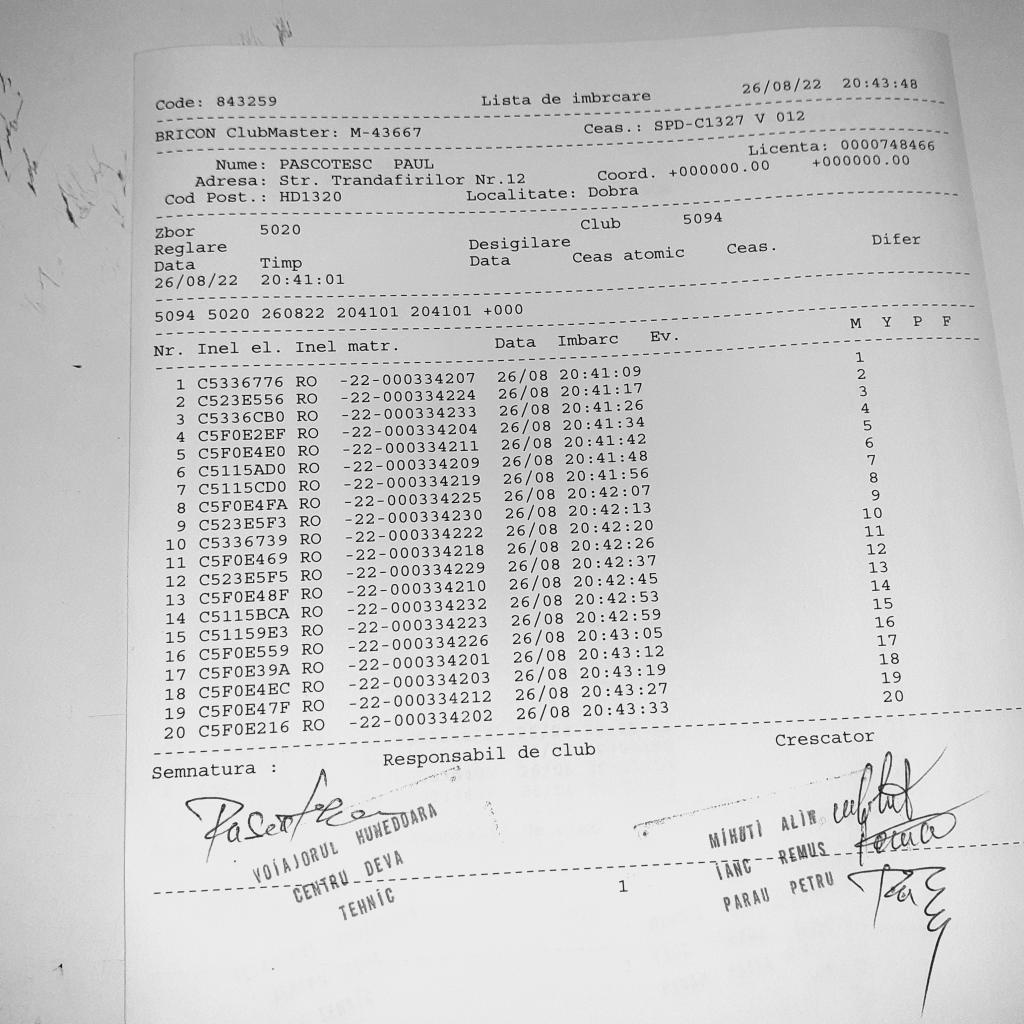 Code: 843259 Lista de imbrcare 26/08/22 20:43:48
BRICON ClubMaster: M-43667 Ceas.: SPD-C1327 V 012
Licenta: 0000748466
Nume: PASCOTESC PAUL
Adresa: Str. Trandafirilor Nr.12 Coord. +000000.00 +000000.00
Cod Post.: HD1320 Localitate: Dobra
Zbor 5020 Club 5094
Reglare Desigilare
Data Timp Data Ceas atomic Ceas. Difer
26/08/22 20:41:01
5094 5020 260822 204101 204101 +000
Nr. Inel el. Inel matr. Data Imbarc Ev. M Y P F
1 C5336776 RO -22-000334207 26/08 20:41:09 1
2 C523E556 RO -22-000334224 26/08 20:41:17 2
3 C5336CB0 RO -22-000334233 26/08 20:41:26 3
4 C5F0E2EF RO -22-000334204 26/08 20:41:34 4
5 C5F0E4E0 RO -22-000334211 26/08 20:41:42 5
6 C5115AD0 RO -22-000334209 26/08 20:41:48 6
7 C5115CD0 RO -22-000334219 26/08 20:41:56 7
8 C5F0E4FA RO -22-000334225 26/08 20:42:07 8
9 C523E5F3 RO -22-000334230 26/08 20:42:13 9
10 C5336739 RO -22-000334222 26/08 20:42:20 10
11 C5F0E469 RO -22-000334218 26/08 20:42:26 11
12 C523E5F5 RO -22-000334229 26/08 20:42:37 12
13 C5F0E48F RO -22-000334210 26/08 20:42:45 13
14 C5115BCA RO -22-000334232 26/08 20:42:53 14
15 C51159E3 RO -22-000334223 26/08 20:42:59 15
16 C5F0E559 RO -22-000334226 26/08 20:43:05 16
17 C5F0E39A RO -22-000334201 26/08 20:43:12 17
18 C5F0E4EC RO -22-000334203 26/08 20:43:19 18
19 C5F0E47F RO -22-000334212 26/08 20:43:27 19
20 C5F0E216 RO -22-000334202 26/08 20:43:33 20
Semnatura : Responsabil de club Crescator
VOIAJORUL HUNEDOARA
CENTRU DEVA
TEHNIC
MIHUTI ALIN
IANC REMUS
PARAU PETRU
1